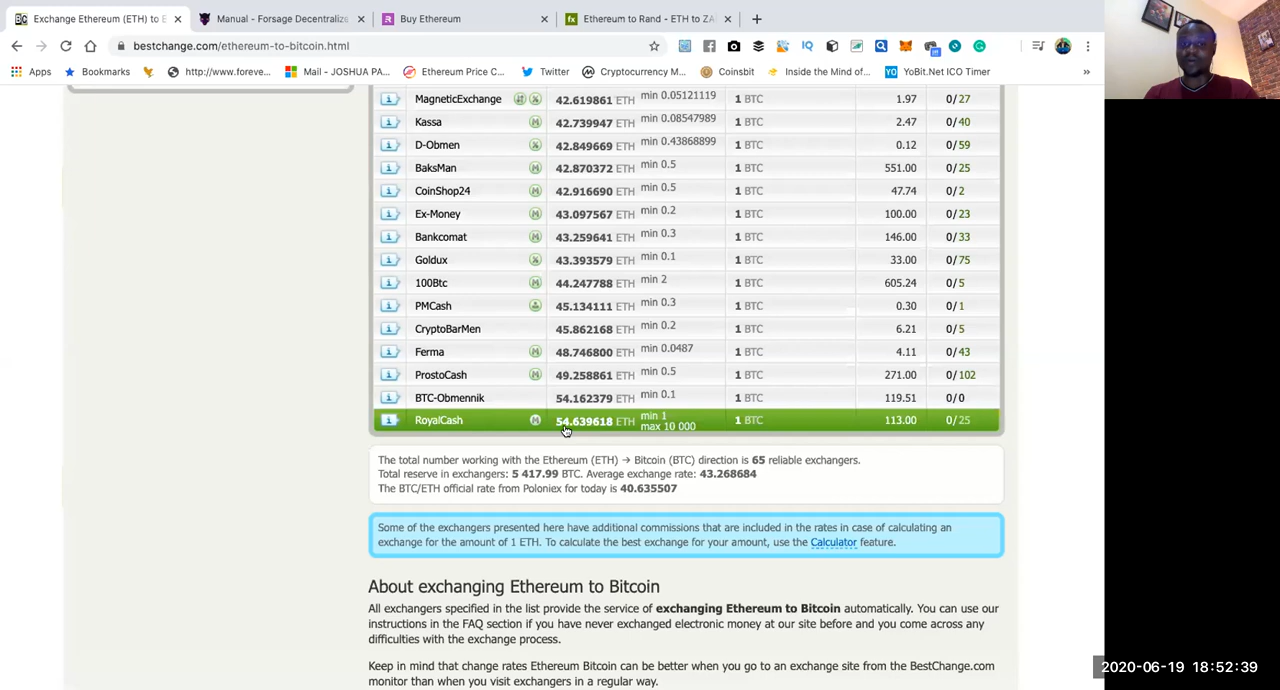 Exchange Ethereum (ETH) to E
Manual - Forsage Decentralize
Buy Ethereum
Ethereum to Rand - ETH to ZA
bestchange.com/ethereum-to-bitcoin.html
Apps
Bookmarks
http://www.foreve...
Mail - JOSHUA PA...
Ethereum Price C...
Twitter
Cryptocurrency M...
Coinsbit
Inside the Mind of...
YoBit.Net ICO Timer
MagneticExchange 42.619861 ETH min 0.05121119 1 BTC 1.97 0/27
Kassa 42.739947 ETH min 0.08547989 1 BTC 2.47 0/40
D-Obmen 42.849669 ETH min 0.43868899 1 BTC 0.12 0/59
BaksMan 42.870372 ETH min 0.5 1 BTC 551.00 0/25
CoinShop24 42.916690 ETH min 0.5 1 BTC 47.74 0/2
Ex-Money 43.097567 ETH min 0.2 1 BTC 100.00 0/23
Bankcomat 43.259641 ETH min 0.3 1 BTC 146.00 0/33
Goldux 43.393579 ETH min 0.1 1 BTC 33.00 0/75
100Btc 44.247788 ETH min 2 1 BTC 605.24 0/5
PMCash 45.134111 ETH min 0.3 1 BTC 0.30 0/1
CryptoBarMen 45.862168 ETH min 0.2 1 BTC 6.21 0/5
Ferma 48.746800 ETH min 0.0487 1 BTC 4.11 0/43
ProstoCash 49.258861 ETH min 0.5 1 BTC 271.00 0/102
BTC-Obmennik 54.162379 ETH min 0.1 1 BTC 119.51 0/0
RoyalCash 54.639618 ETH min 1 max 10 000 1 BTC 113.00 0/25
The total number working with the Ethereum (ETH) → Bitcoin (BTC) direction is 65 reliable exchangers.
Total reserve in exchangers: 5 417.99 BTC. Average exchange rate: 43.268684
The BTC/ETH official rate from Poloniex for today is 40.635507
Some of the exchangers presented here have additional commissions that are included in the rates in case of calculating an
exchange for the amount of 1 ETH. To calculate the best exchange for your amount, use the Calculator feature.
About exchanging Ethereum to Bitcoin
All exchangers specified in the list provide the service of exchanging Ethereum to Bitcoin automatically. You can use our
instructions in the FAQ section if you have never exchanged electronic money at our site before and you come across any
difficulties with the exchange process.
Keep in mind that change rates Ethereum Bitcoin can be better when you go to an exchange site from the BestChange.com
monitor than when you visit exchangers in a regular way.
2020-06-19 18:52:39